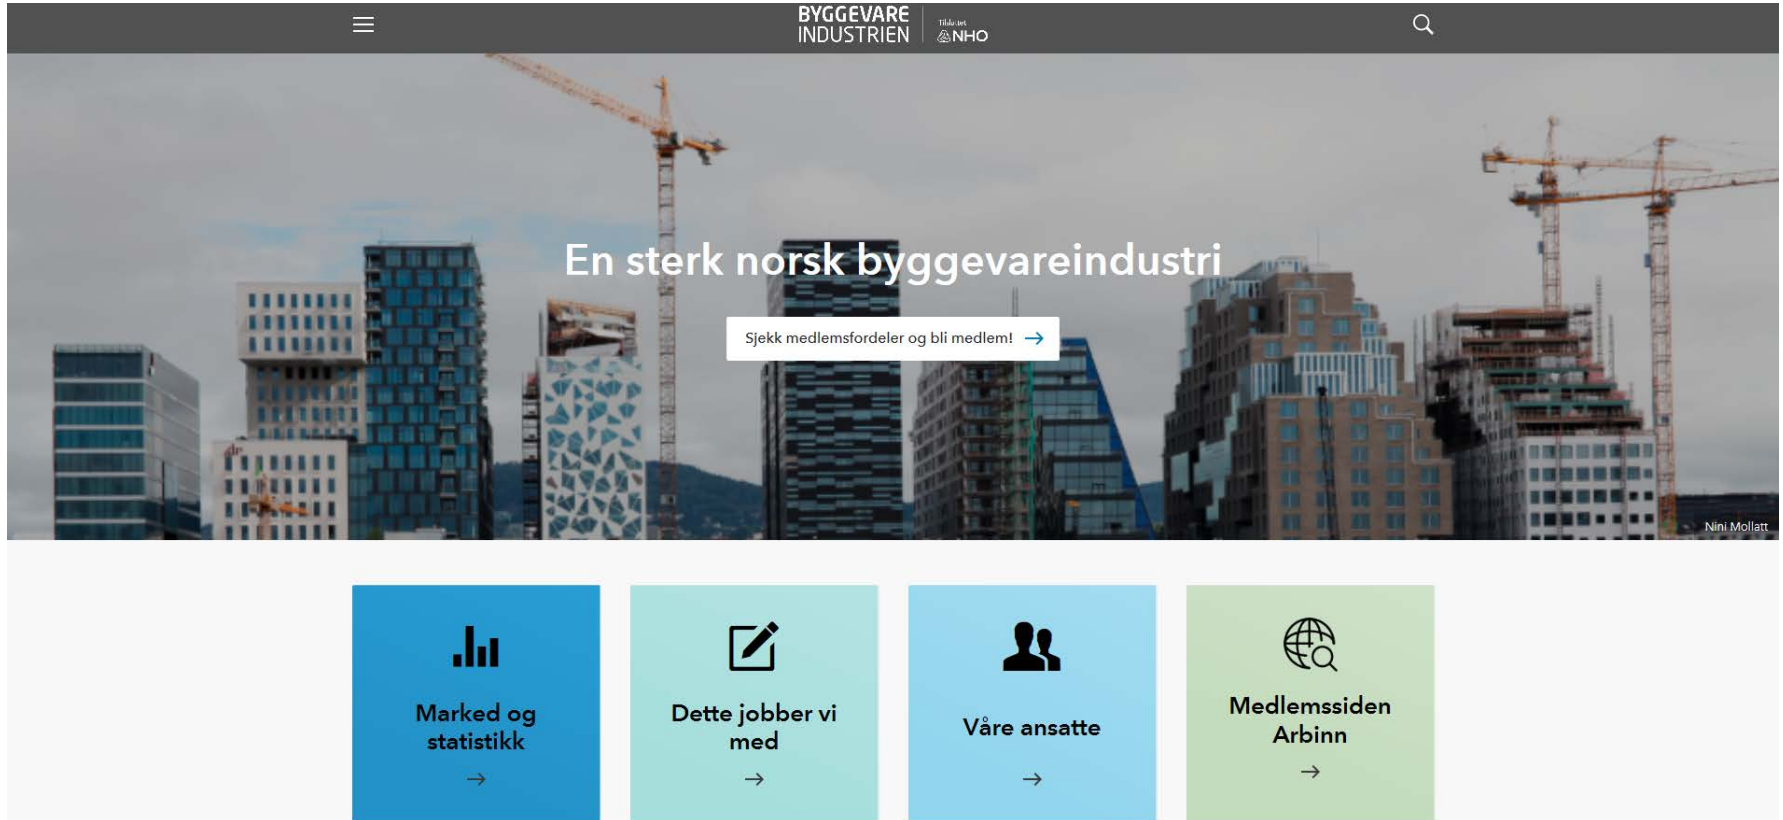 BYGGEVARE
INDUSTRIEN
Tilsluttet
NHO
En sterk norsk byggevareindustri
Sjekk medlemsfordeler og bli medlem!
Nini Mollatt
Marked og
statistikk
Dette jobber vi
med
Våre ansatte
Medlemssiden
Arbinn